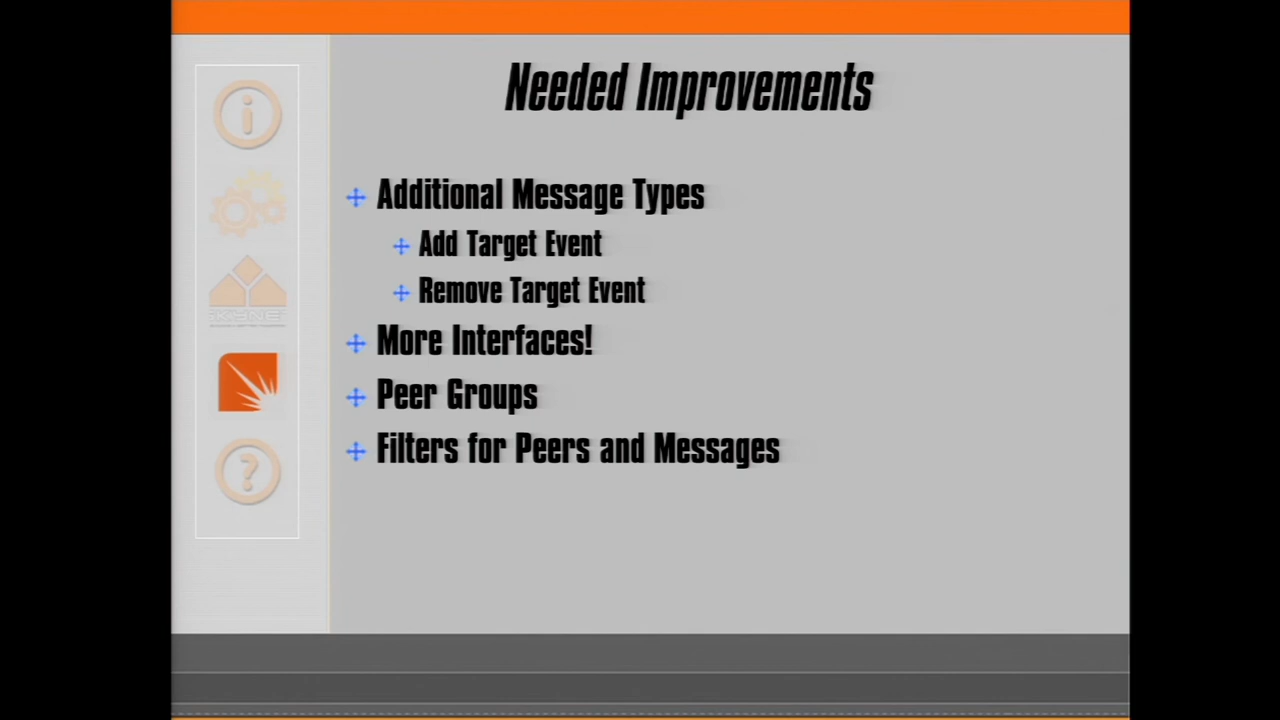 Needed Improvements
Additional Message Types
Add Target Event
Remove Target Event
More Interfaces!
Peer Groups
Filters for Peers and Messages